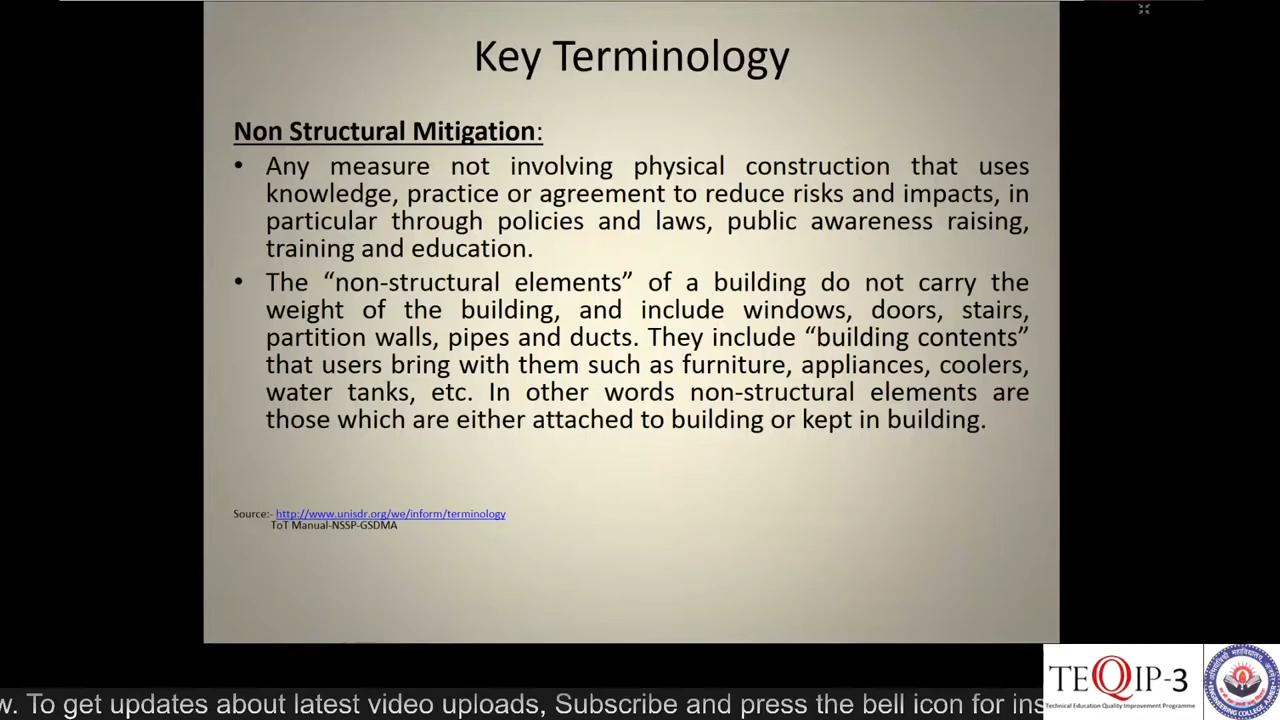 Key Terminology
Non Structural Mitigation:
• Any measure not involving physical construction that uses
knowledge, practice or agreement to reduce risks and impacts, in
particular through policies and laws, public awareness raising,
training and education.
• The “non-structural elements” of a building do not carry the
weight of the building, and include windows, doors, stairs,
partition walls, pipes and ducts. They include “building contents”
that users bring with them such as furniture, appliances, coolers,
water tanks, etc. In other words non-structural elements are
those which are either attached to building or kept in building.
Source:- http://www.unisdr.org/we/inform/terminology
ToT Manual-NSSP-GSDMA
TEQIP-3
Technical Education Quality Improvement Programme
w. To get updates about latest video uploads, Subscribe and press the bell icon for ins